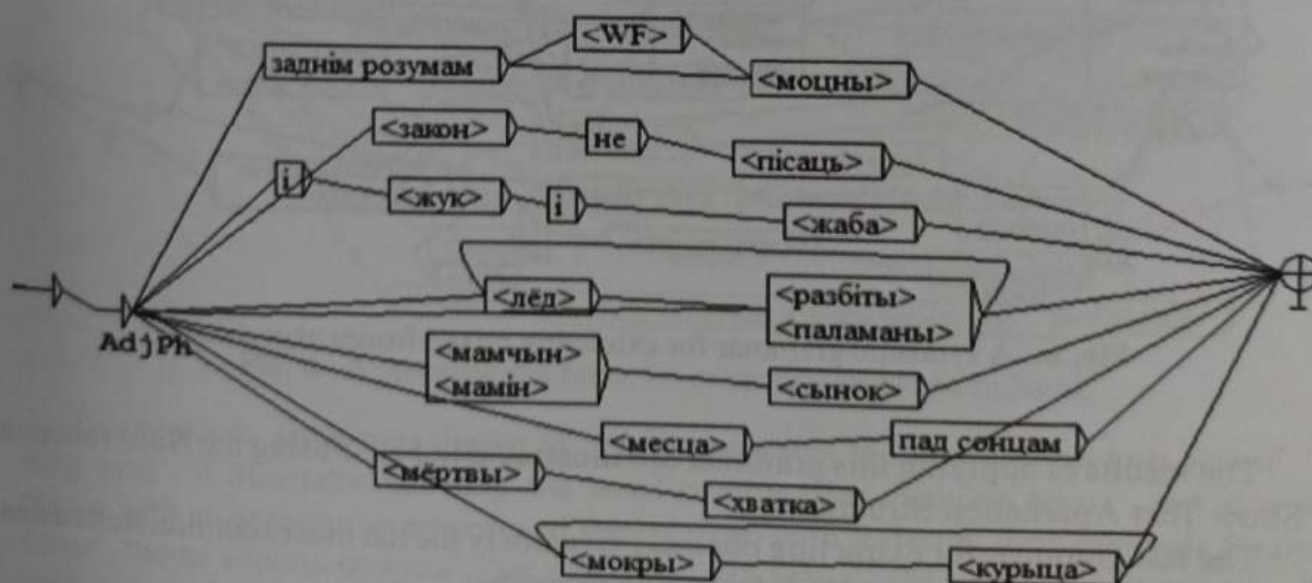 <WF>
заднім розумам
<моцны>
<закон>
не
<пісаць>
і
<жук>
і
<жаба>
<лёд>
<разбіты>
<паламаны>
AdjPh
<мамчын>
<мамін>
<сынок>
<месца>
пад сонцам
<мёртвы>
<хватка>
<мокры>
<курыца>